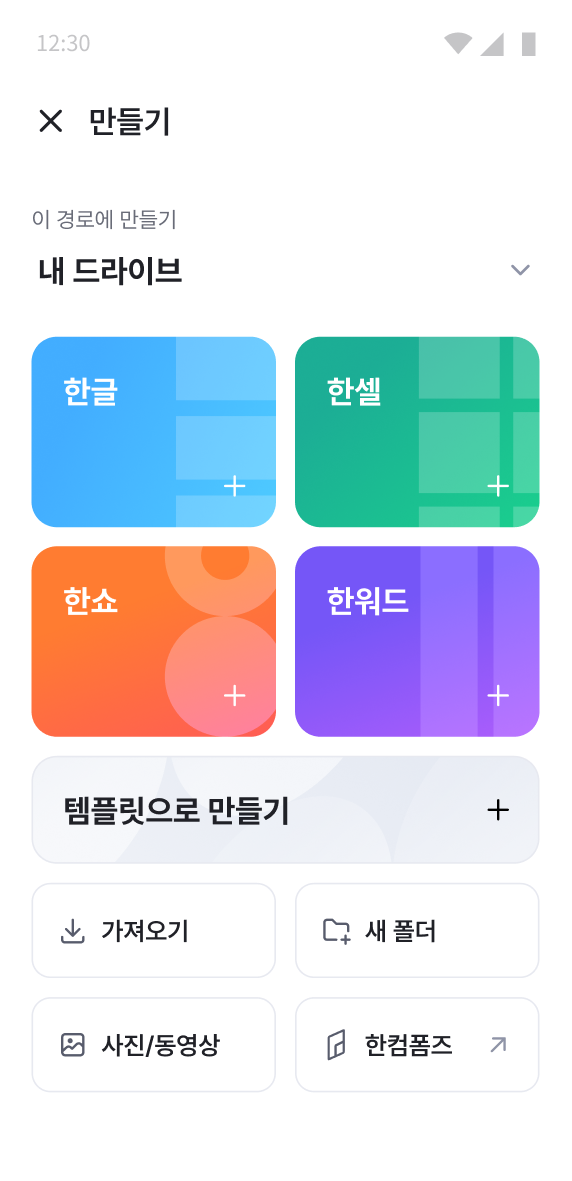 12:30
만들기
이 경로에 만들기
내 드라이브
한글
한셀
한쇼
한워드
템플릿으로 만들기
가져오기
새 폴더
사진/동영상
한컴폼즈